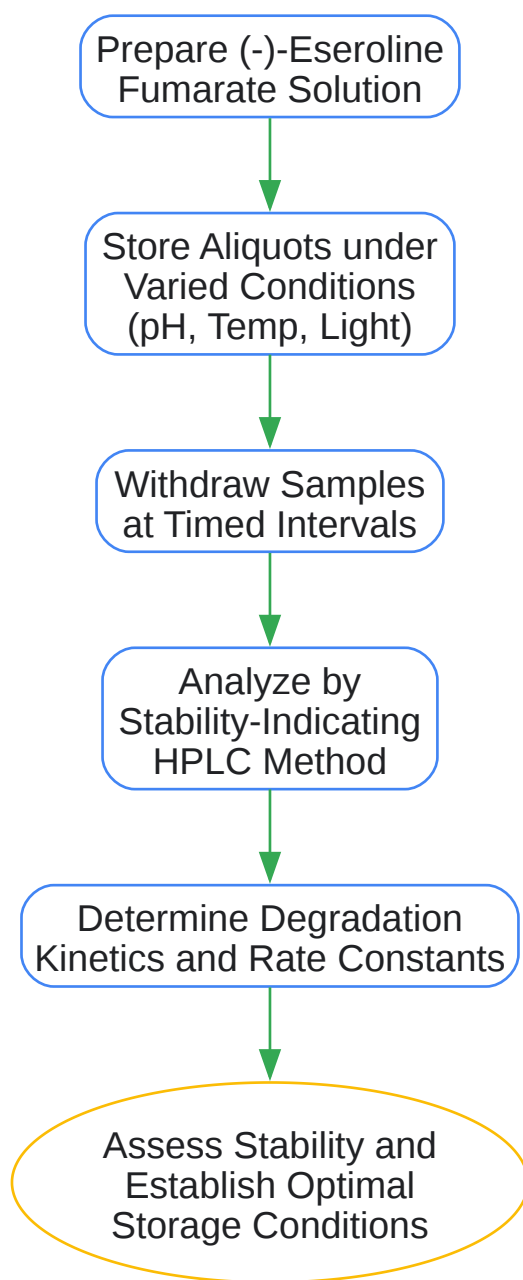 Prepare (-)-Eseroline
Fumarate Solution
Store Aliquots under
Varied Conditions
(pH, Temp, Light)
Withdraw Samples
at Timed Intervals
Analyze by
Stability-Indicating
HPLC Method
Determine Degradation
Kinetics and Rate Constants
Assess Stability and
Establish Optimal
Storage Conditions